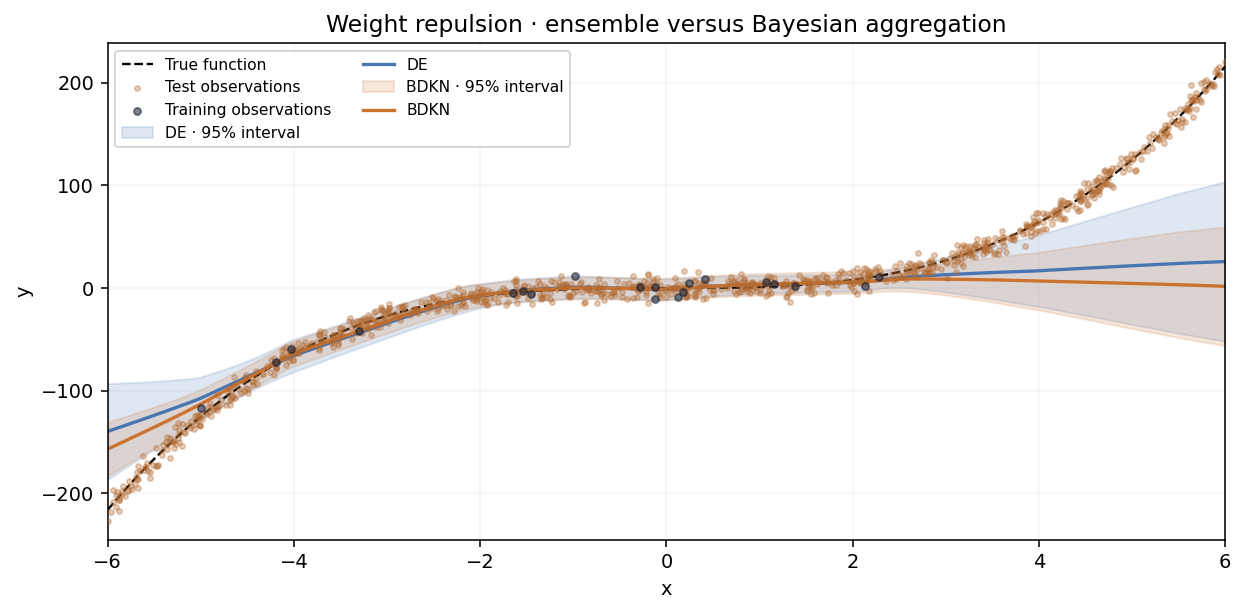 Weight repulsion · ensemble versus Bayesian aggregation
True function
Test observations
Training observations
DE · 95% interval
DE
BDKN · 95% interval
BDKN
y
200
100
0
−100
−200
−6
−4
−2
0
2
4
6
x